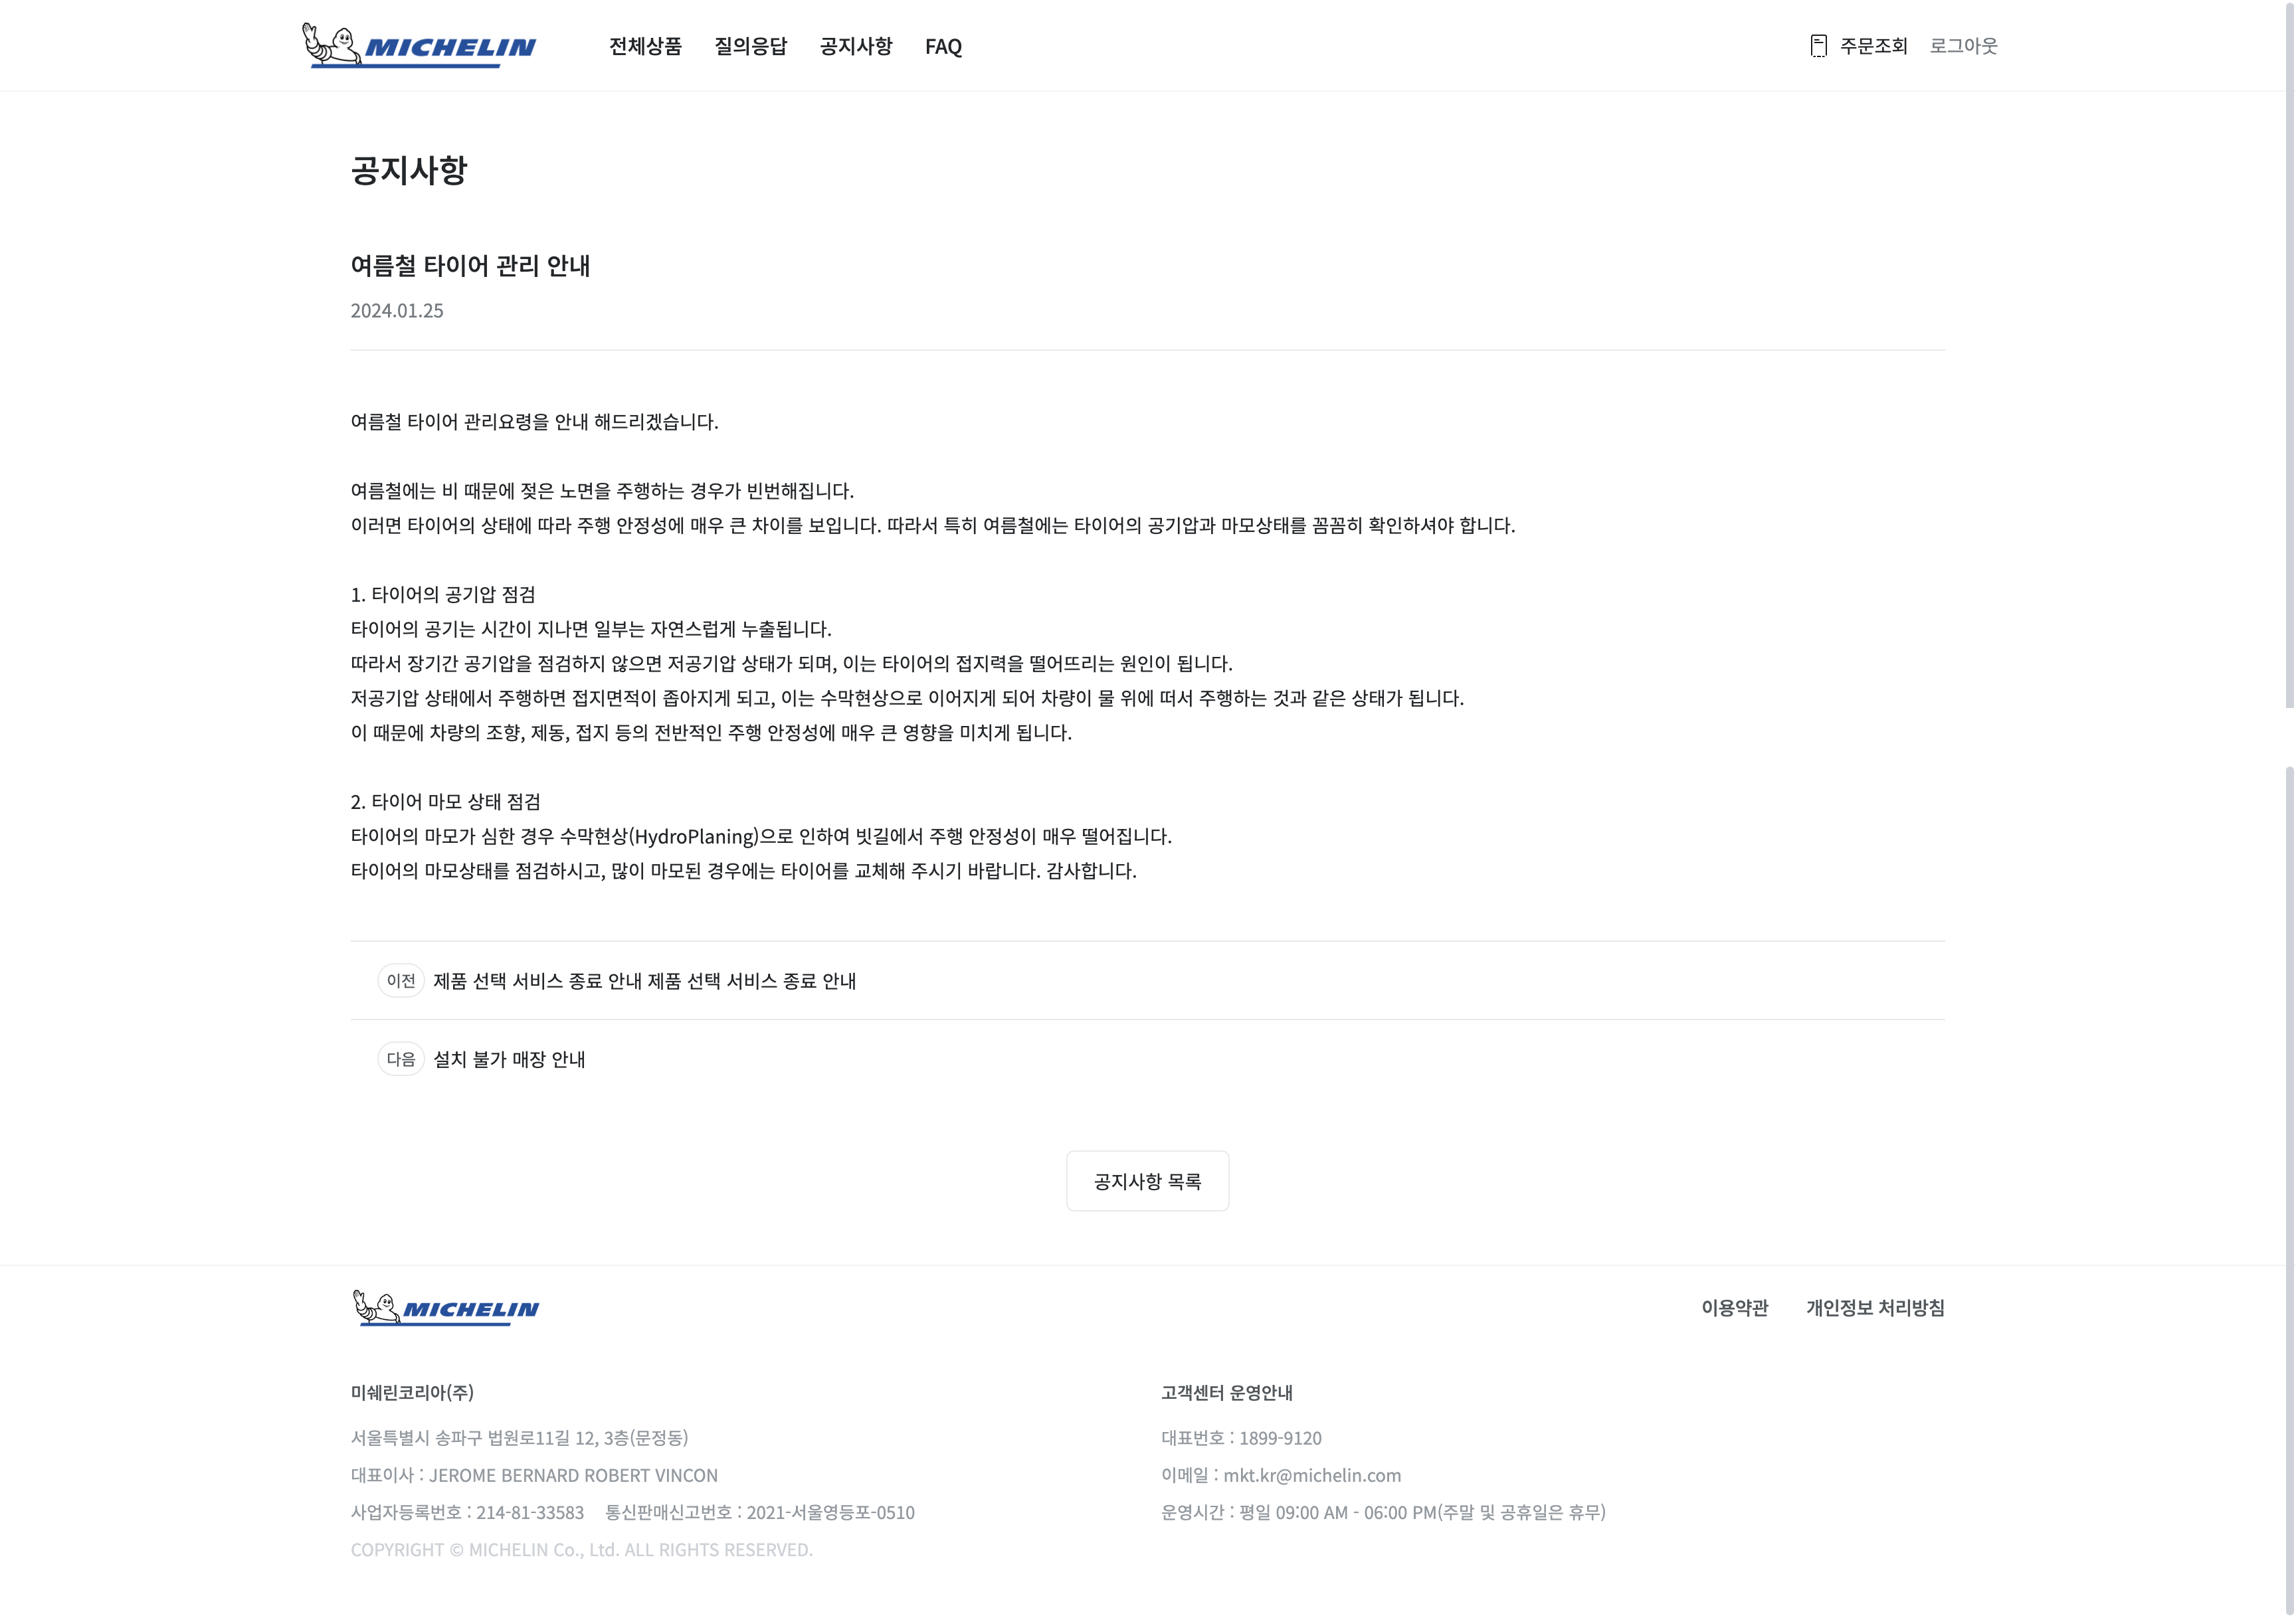 MICHELIN
전체상품
질의응답
공지사항
FAQ
주문조회
로그아웃
공지사항
여름철 타이어 관리 안내
2024.01.25
여름철 타이어 관리요령을 안내 해드리겠습니다.
여름철에는 비 때문에 젖은 노면을 주행하는 경우가 빈번해집니다.
이러면 타이어의 상태에 따라 주행 안정성에 매우 큰 차이를 보입니다. 따라서 특히 여름철에는 타이어의 공기압과 마모상태를 꼼꼼히 확인하셔야 합니다.
1. 타이어의 공기압 점검
타이어의 공기는 시간이 지나면 일부는 자연스럽게 누출됩니다.
따라서 장기간 공기압을 점검하지 않으면 저공기압 상태가 되며, 이는 타이어의 접지력을 떨어뜨리는 원인이 됩니다.
저공기압 상태에서 주행하면 접지면적이 좁아지게 되고, 이는 수막현상으로 이어지게 되어 차량이 물 위에 떠서 주행하는 것과 같은 상태가 됩니다.
이 때문에 차량의 조향, 제동, 접지 등의 전반적인 주행 안정성에 매우 큰 영향을 미치게 됩니다.
2. 타이어 마모 상태 점검
타이어의 마모가 심한 경우 수막현상(HydroPlaning)으로 인하여 빗길에서 주행 안정성이 매우 떨어집니다.
타이어의 마모상태를 점검하시고, 많이 마모된 경우에는 타이어를 교체해 주시기 바랍니다. 감사합니다.
이전 제품 선택 서비스 종료 안내 제품 선택 서비스 종료 안내
다음 설치 불가 매장 안내
공지사항 목록
MICHELIN
이용약관
개인정보 처리방침
미쉐린코리아(주)
서울특별시 송파구 법원로11길 12, 3층(문정동)
대표이사 : JEROME BERNARD ROBERT VINCON
사업자등록번호 : 214-81-33583 통신판매신고번호 : 2021-서울영등포-0510
COPYRIGHT © MICHELIN Co., Ltd. ALL RIGHTS RESERVED.
고객센터 운영안내
대표번호 : 1899-9120
이메일 : mkt.kr@michelin.com
운영시간 : 평일 09:00 AM - 06:00 PM(주말 및 공휴일은 휴무)